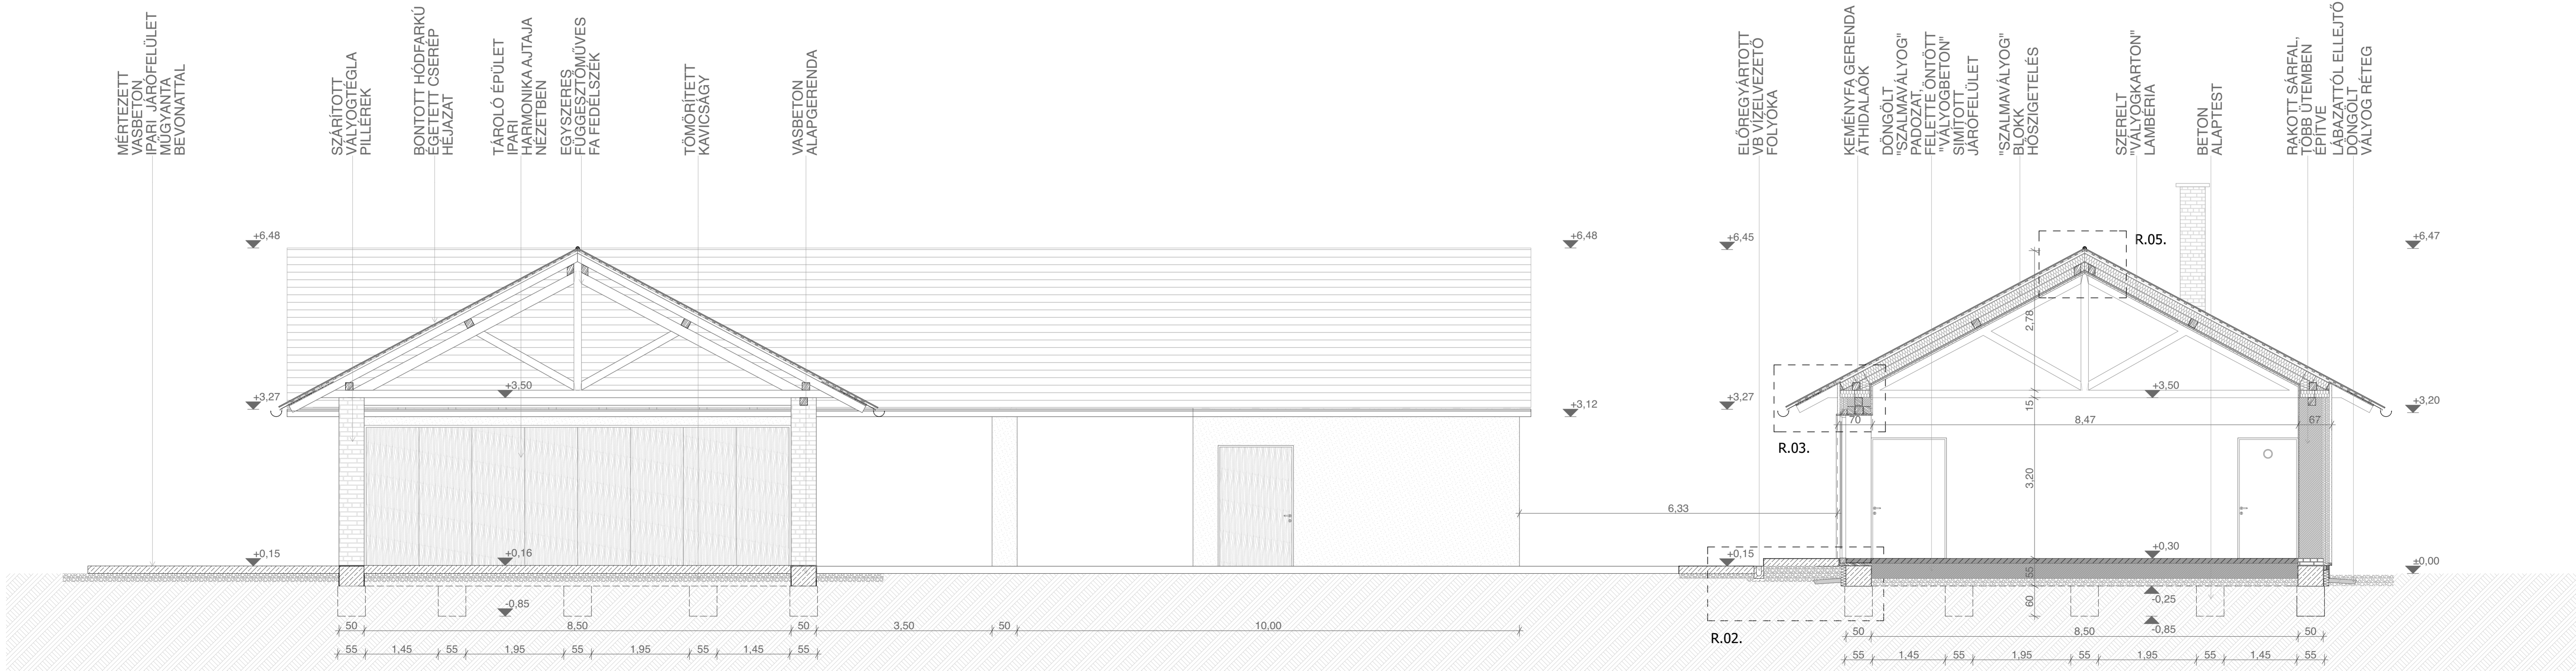 MÉRTEZETT
VASBETON
IPARI JÁRÓFELÜLET
MŰGYANTA
BEVONATTAL
SZÁRÍTOTT
VÁLYOGTÉGLA
PILLÉREK
BONTOTT HÓDFARKÚ
ÉGETETT CSERÉP
HÉJAZAT
TÁROLÓ ÉPÜLET
IPARI
HARMONIKA AJTAJA
NÉZETBEN
EGYSZERES
FÜGGESZTŐMŰVES
FA FEDÉLSZÉK
TÖMÖRÍTETT
KAVICSÁGY
VASBETON
ALAPGERENDA
ELŐREGYÁRTOTT
VB VÍZELVEZETŐ
FOLYÓKA
KEMÉNYFA GERENDA
ÁTHIDALAÓK
DÖNGÖLT
"SZALMAVÁLYOG"
PADOZAT,
FELETTE ÖNTÖTT
"VÁLYOGBETON"
SIMÍTOTT
JÁRÓFELÜLET
"SZALMAVÁLYOG"
BLOKK
HŐSZIGETELÉS
SZERELT
"VÁLYOGKARTON"
LAMBÉRIA
BETON
ALAPTEST
RAKOTT SÁRFAL,
TÖBB ÜTEMBEN
ÉPÍTVE
LÁBAZATTÓL ELLEJTŐ
DÖNGÖLT
VÁLYOG RÉTEG
+6,48
+6,48
+6,45
R.05.
+6,47
2,78
+3,50
+3,50
+3,27
+3,12
+3,27
15
+3,20
70
8,47
67
R.03.
3,20
6,33
+0,15
+0,16
+0,15
+0,30
±0,00
55
-0,85
60
-0,25
-0,85
50
8,50
50
3,50
50
10,00
R.02.
50
8,50
50
55
1,45
55
1,95
55
1,95
55
1,45
55
55
1,45
55
1,95
55
1,95
55
1,45
55